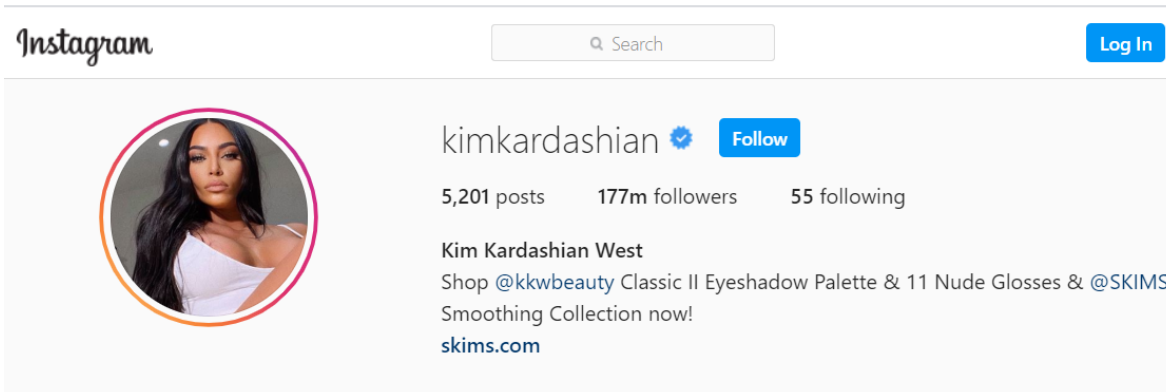 Instagram
Search
Log In
kimkardashian
Follow
5,201 posts 177m followers 55 following
Kim Kardashian West
Shop @kkwbeauty Classic II Eyeshadow Palette & 11 Nude Glosses & @SKIMS
Smoothing Collection now!
skims.com